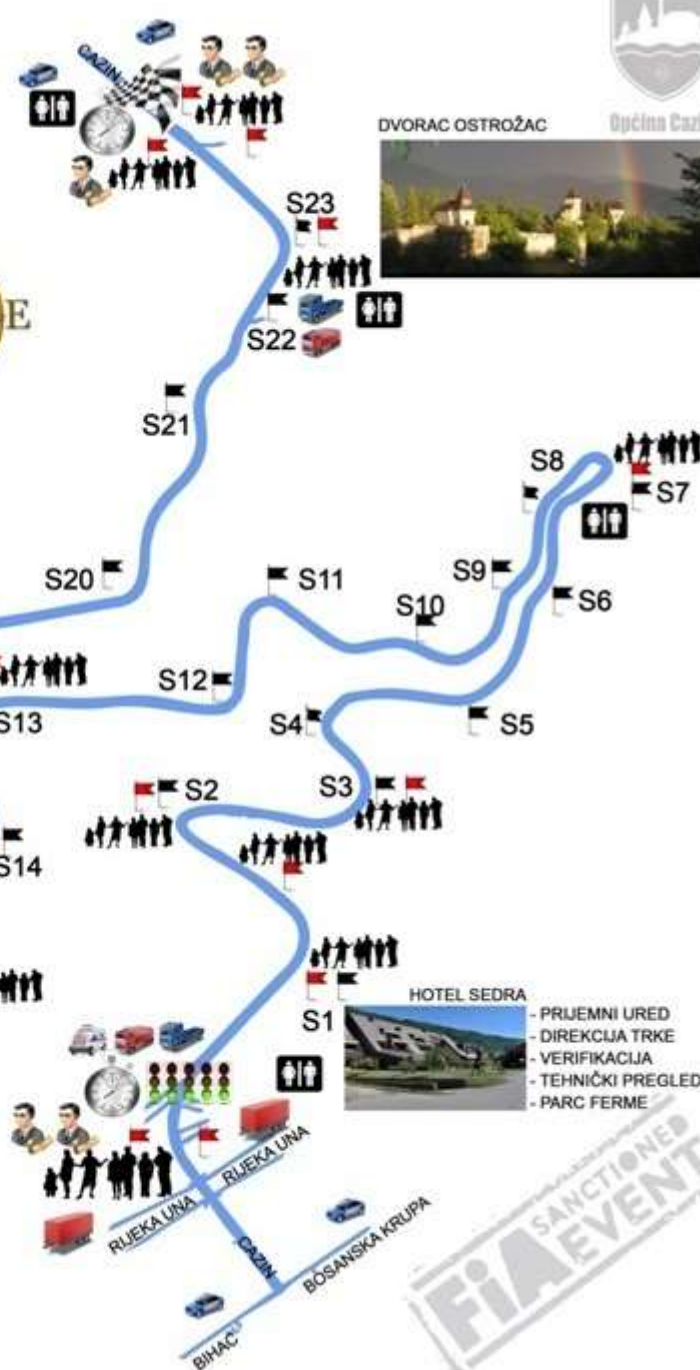 CAZIN
DVORAC OSTROŽAC
Općina Cazi
E
S23
S22
S21
S8
S7
S20
S11
S9
S6
S10
S12
S13
S4
S5
S2
S3
S14
HOTEL SEDRA
S1
- PRIJEMNI URED
- DIREKCIJA TRKE
- VERIFIKACIJA
- TEHNIČKI PREGLED
- PARC FERME
RIJEKA UNA
RIJEKA UNA
CAZIN
BOSANSKA KRUPA
BIHAĆ
FiA SANCTIONED
EVENT